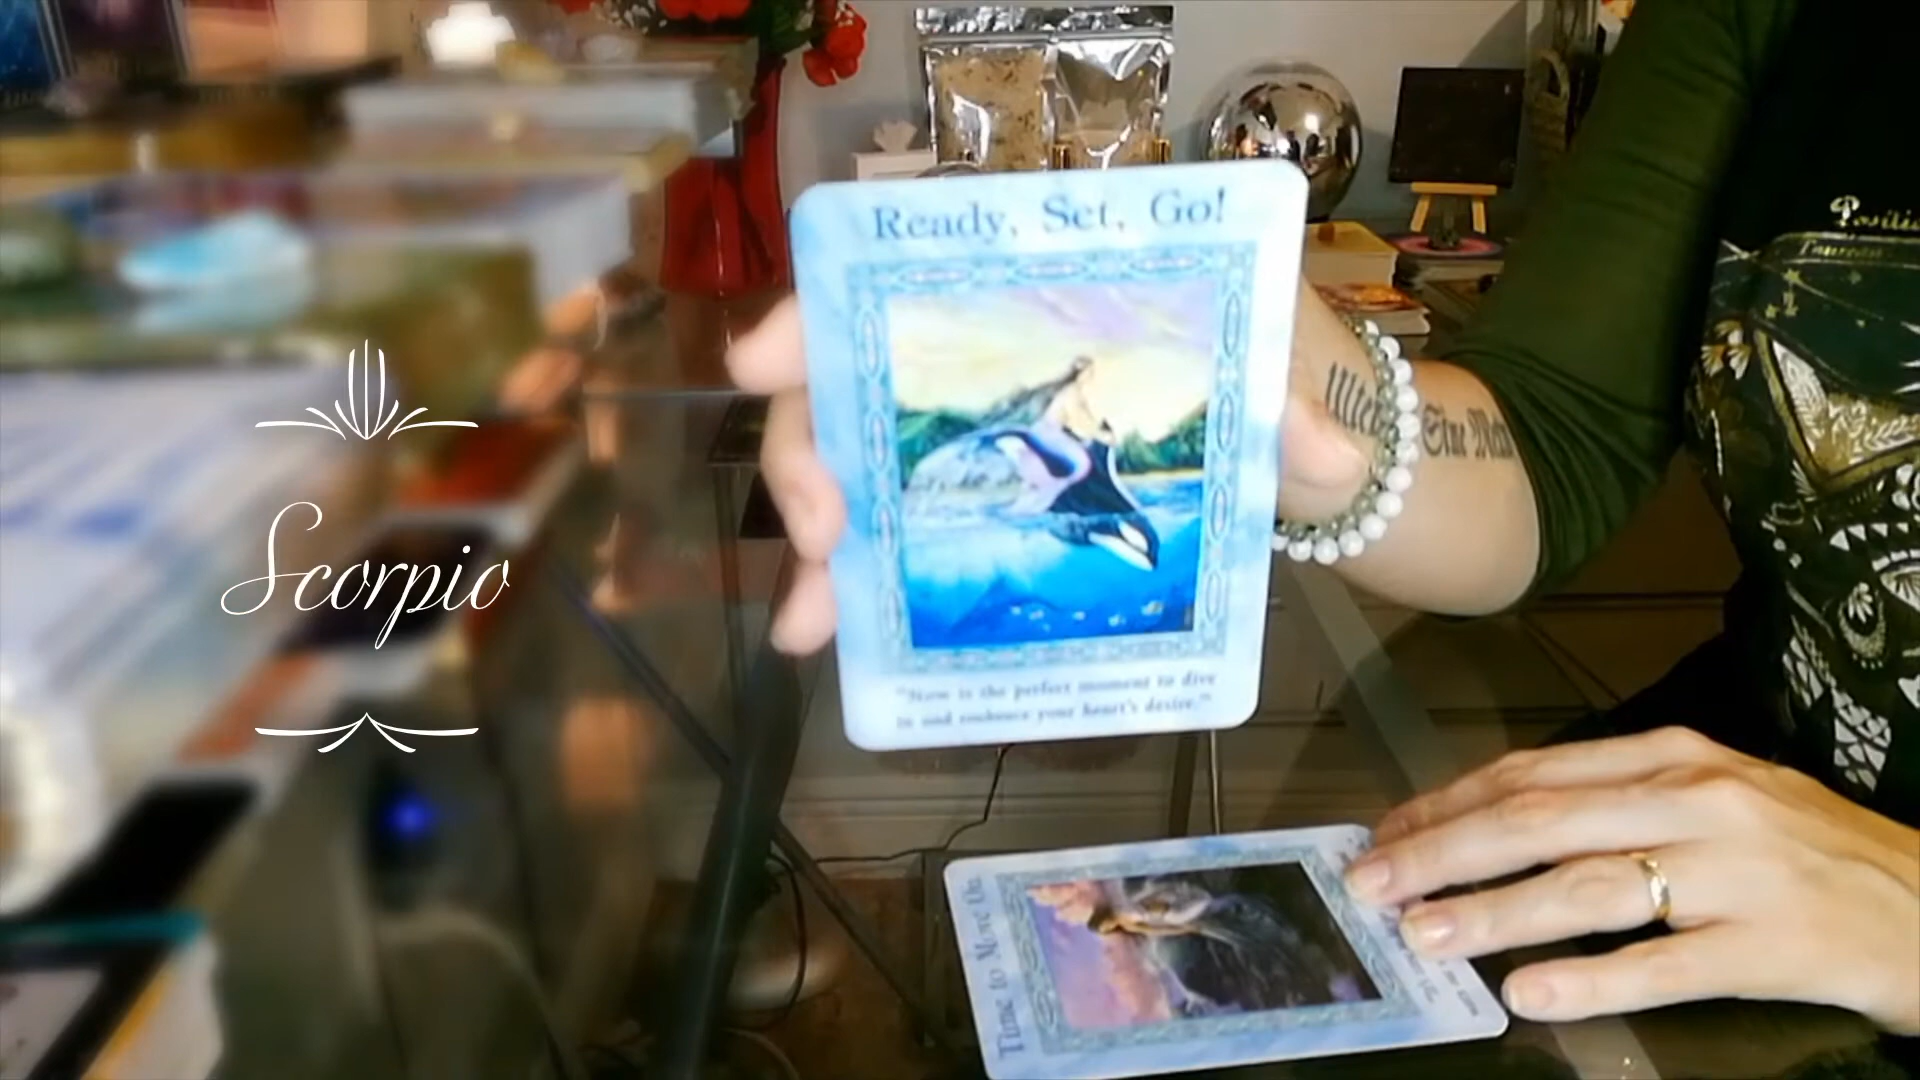 Scorpio
Ready, Set, Go!
"Now is the perfect moment to dive
in and embrace your heart's desire."
Time to Move On